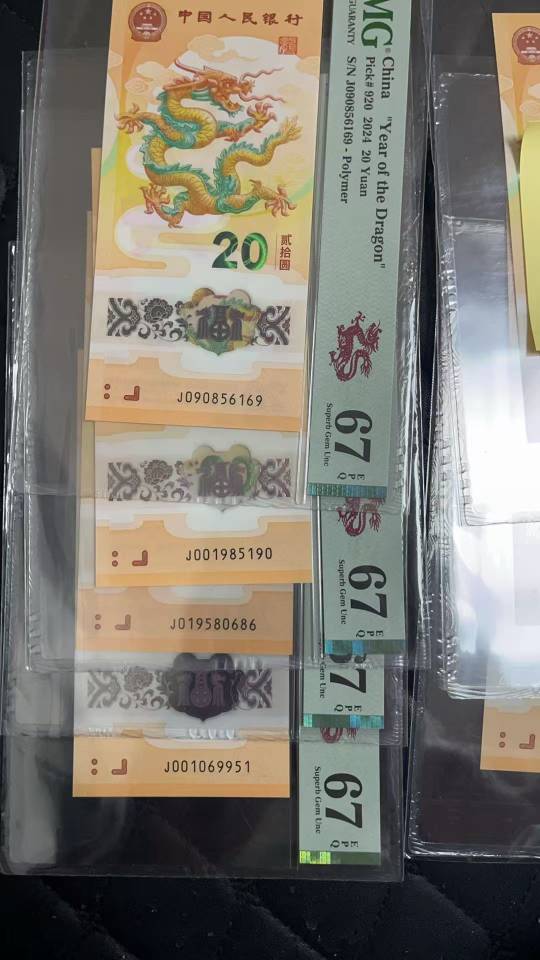 中国人民银行
20
贰拾圆
J090856169
MG®
GUARANTY
China "Year of the Dragon"
Pick# 920 2024 20 Yuan
S/N J090856169 - Polymer
67
EPQ
Superb Gem Unc
J001985190
67
EPQ
Superb Gem Unc
J019580686
67
EPQ
Gem Unc
J001069951
67
EPQ
Superb Gem Unc